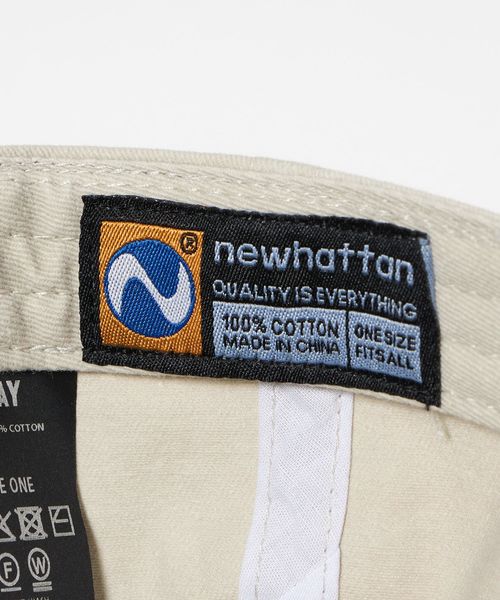 ®
newhattan
QUALITY IS EVERYTHING
100% COTTON
MADE IN CHINA
ONE SIZE
FITS ALL
AY
% COTTON
E ONE
F W